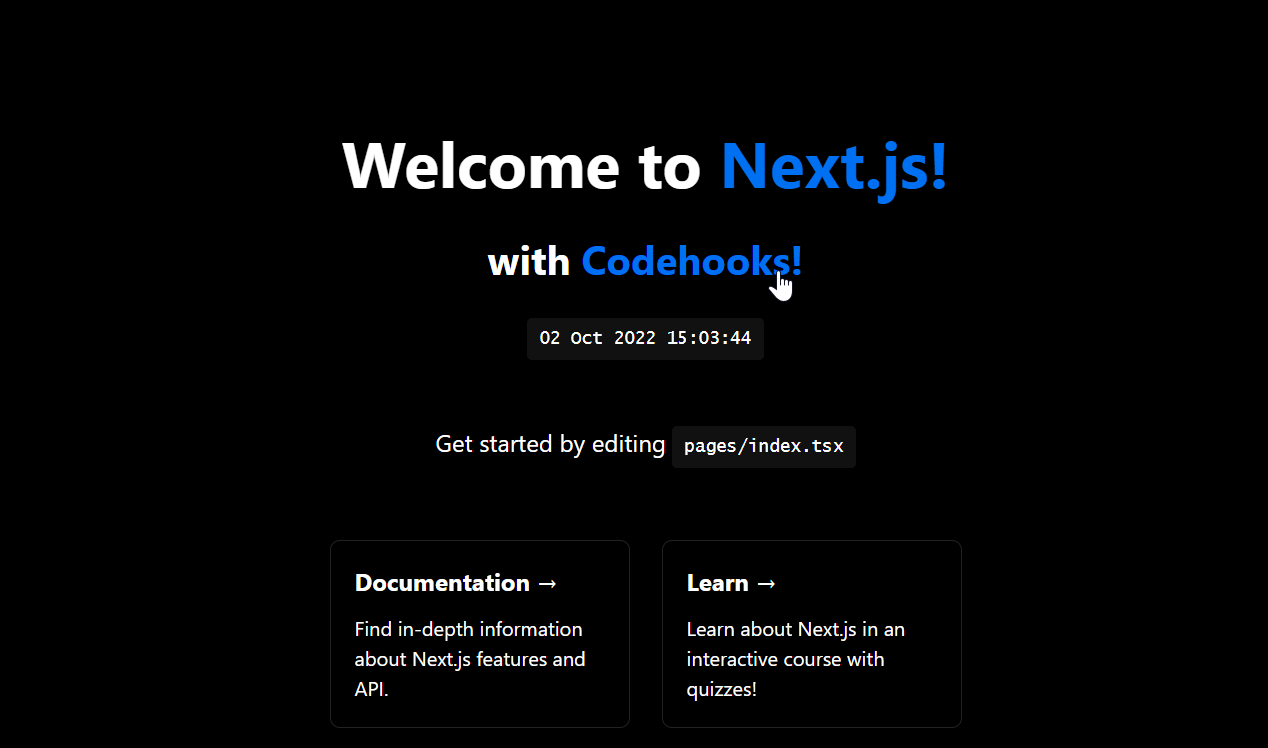 Welcome to Next.js!
with Codehooks!
02 Oct 2022 15:03:44
Get started by editing pages/index.tsx
Documentation →
Find in-depth information
about Next.js features and
API.
Learn →
Learn about Next.js in an
interactive course with
quizzes!